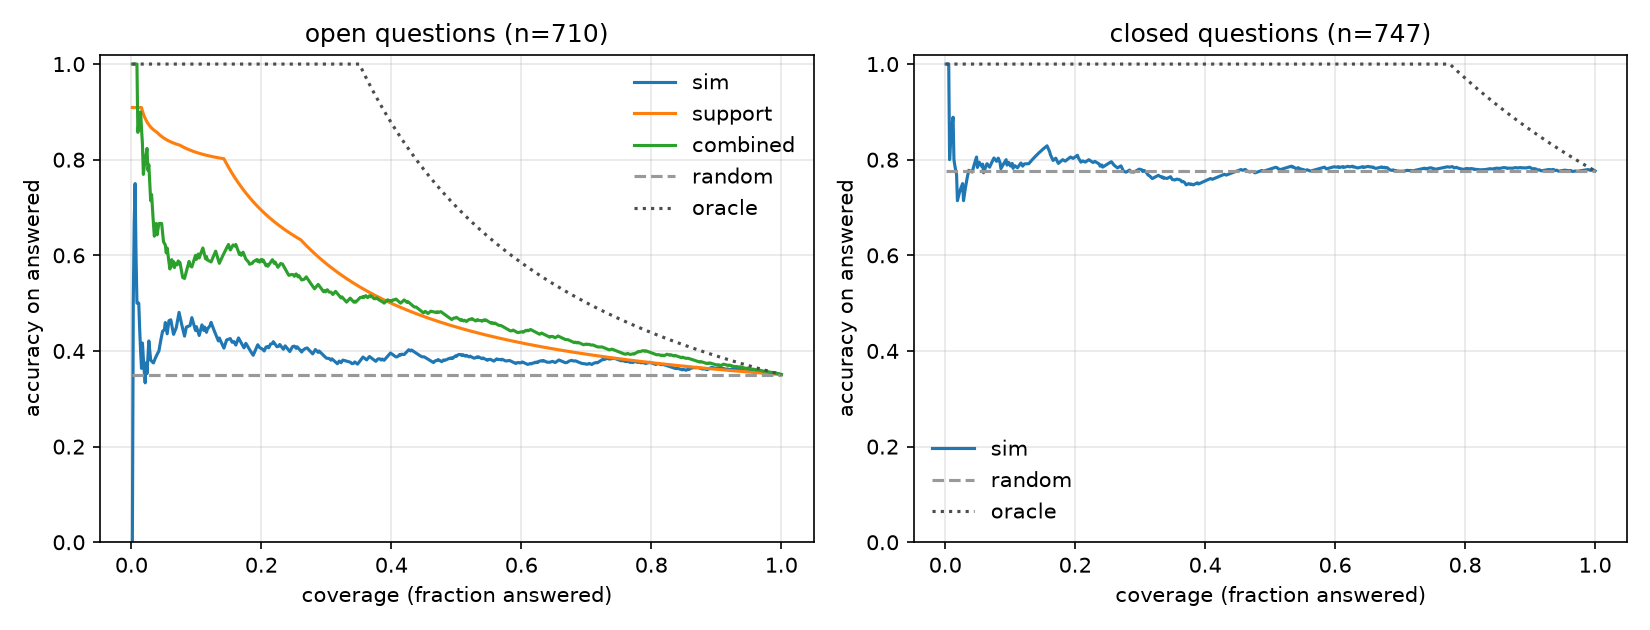 open questions (n=710)
1.0
0.8
0.6
0.4
0.2
0.0
accuracy on answered
sim
support
combined
random
oracle
0.0 0.2 0.4 0.6 0.8 1.0
coverage (fraction answered)
closed questions (n=747)
1.0
0.8
0.6
0.4
0.2
0.0
accuracy on answered
sim
random
oracle
0.0 0.2 0.4 0.6 0.8 1.0
coverage (fraction answered)